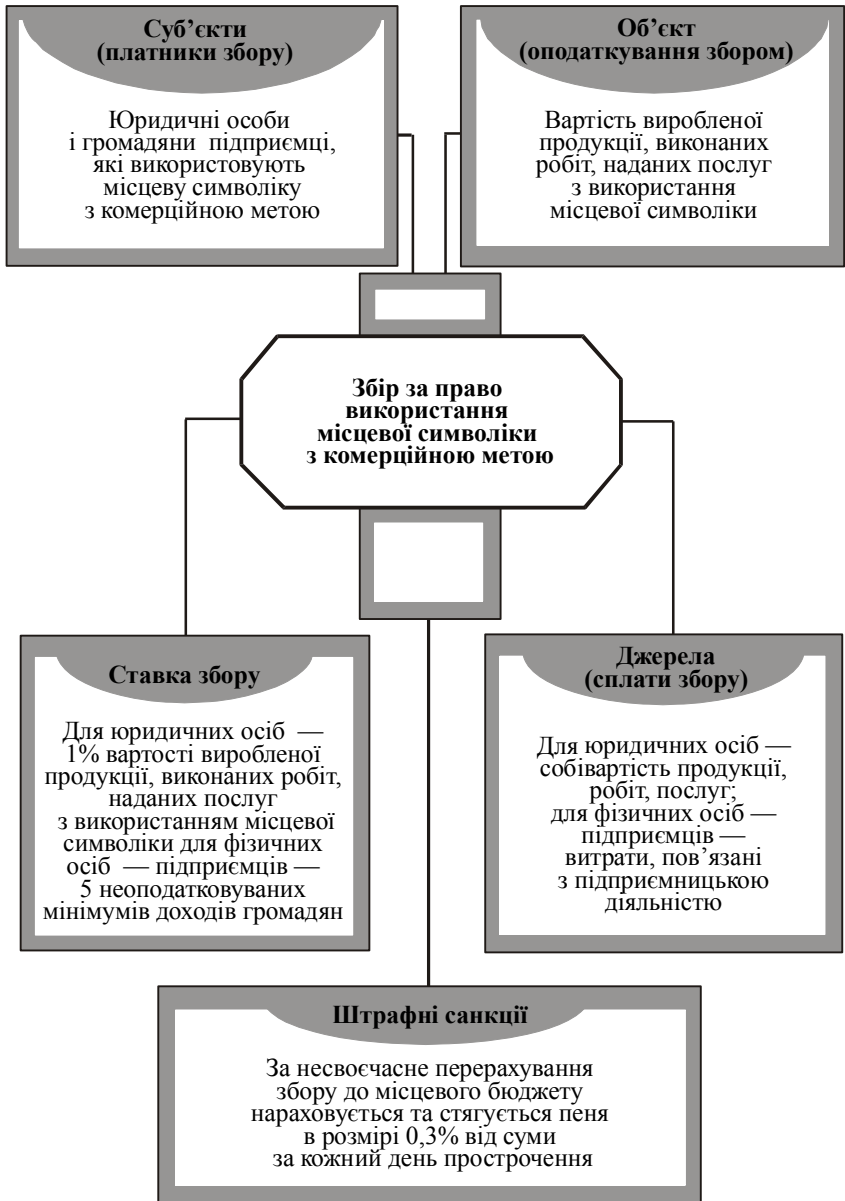 Суб’єкти
(платники збору)
Юридичні особи
і громадяни підприємці,
які використовують
місцеву символіку
з комерційною метою
Об’єкт
(оподаткування збором)
Вартість виробленої
продукції, виконаних
робіт, наданих послуг
з використання
місцевої символіки
Збір за право
використання
місцевої символіки
з комерційною метою
Ставка збору
Для юридичних осіб —
1% вартості виробленої
продукції, виконаних робіт,
наданих послуг
з використанням місцевої
символіки для фізичних
осіб — підприємців —
5 неоподатковуваних
мінімумів доходів громадян
Джерела
(сплати збору)
Для юридичних осіб —
собівартість продукції,
робіт, послуг;
для фізичних осіб —
підприємців —
витрати, пов’язані
з підприємницькою
діяльністю
Штрафні санкції
За несвоєчасне перерахування
збору до місцевого бюджету
нараховується та стягується пеня
в розмірі 0,3% від суми
за кожний день прострочення